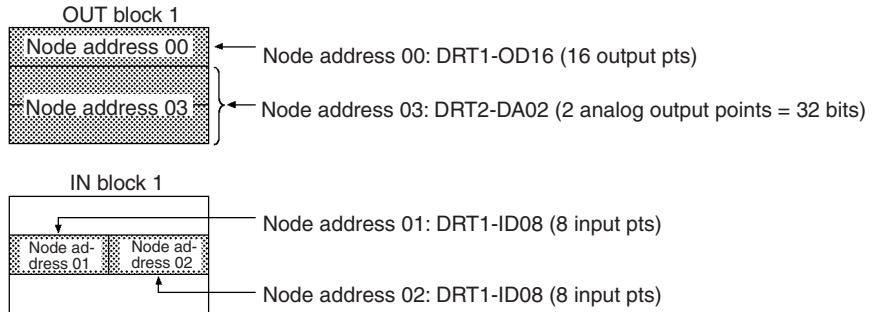 OUT block 1
Node address 00
Node address 00: DRT1-OD16 (16 output pts)
Node address 03
Node address 03: DRT2-DA02 (2 analog output points = 32 bits)
IN block 1
Node address 01: DRT1-ID08 (8 input pts)
Node ad-
dress 01
Node ad-
dress 02
Node address 02: DRT1-ID08 (8 input pts)